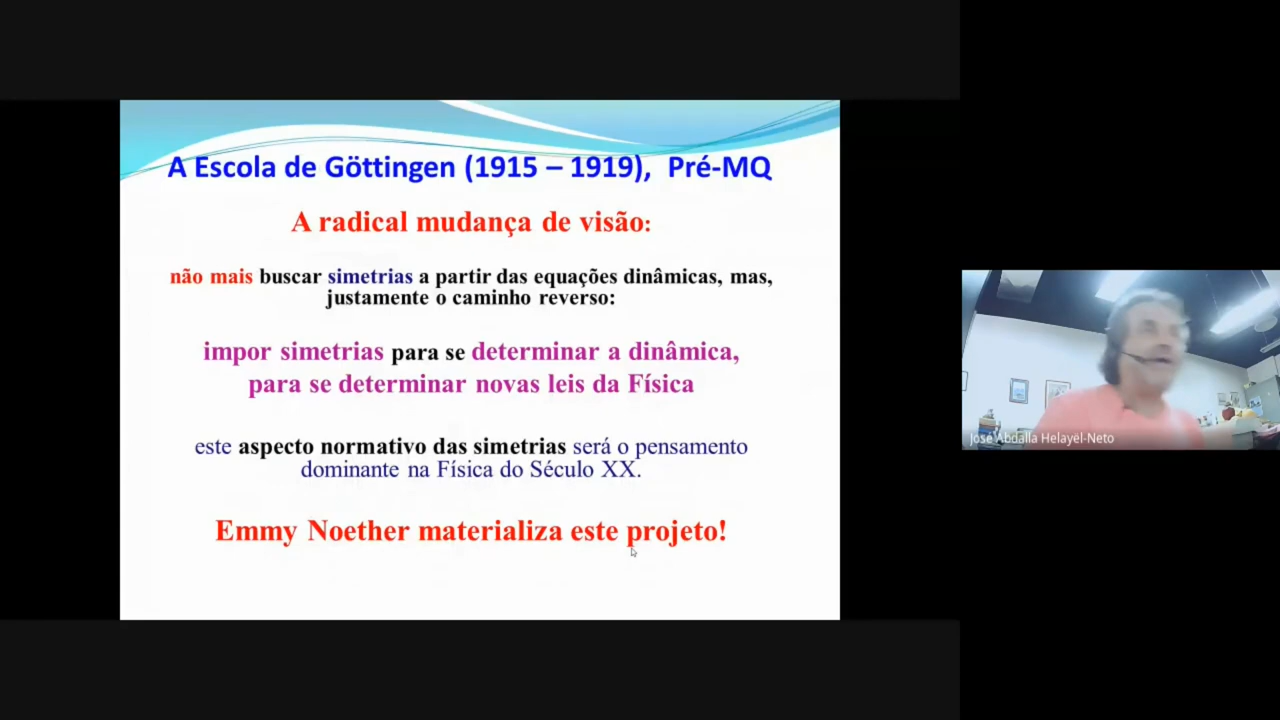 A Escola de Göttingen (1915 – 1919), Pré-MQ
A radical mudança de visão:
não mais buscar simetrias a partir das equações dinâmicas, mas,
justamente o caminho reverso:
impor simetrias para se determinar a dinâmica,
para se determinar novas leis da Física
este aspecto normativo das simetrias será o pensamento
dominante na Física do Século XX.
Emmy Noether materializa este projeto!
José Abdalla Helayël-Neto